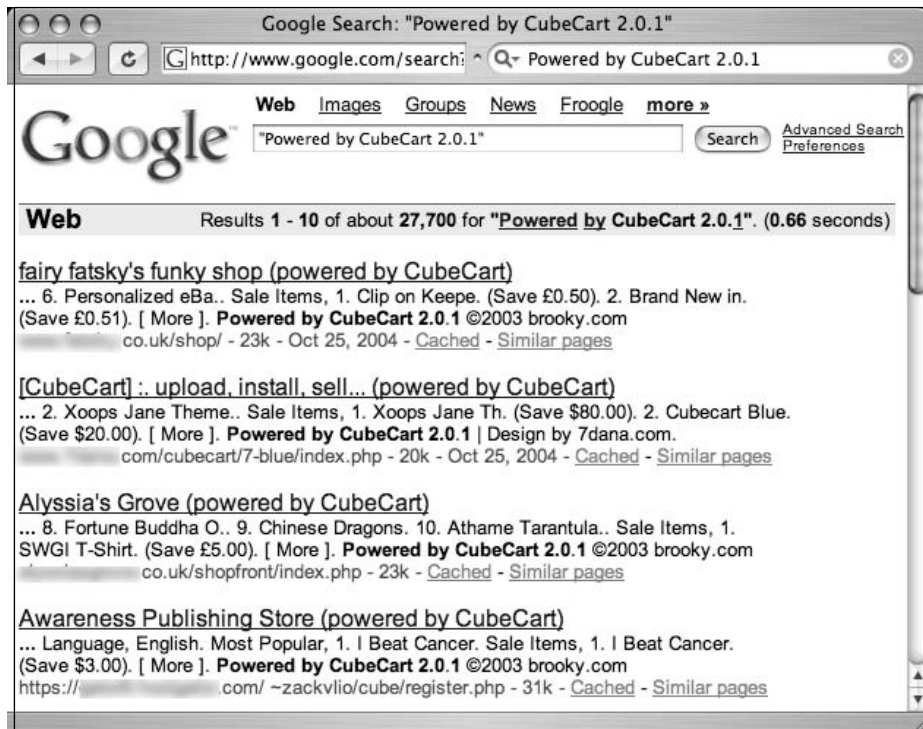 Google Search: "Powered by CubeCart 2.0.1"
G http://www.google.com/search? Powered by CubeCart 2.0.1
Web Images Groups News Froogle more »
Google™
"Powered by CubeCart 2.0.1" Search Advanced Search
Preferences
Web Results 1 - 10 of about 27,700 for "Powered by CubeCart 2.0.1". (0.66 seconds)
fairy fatsky's funky shop (powered by CubeCart)
... 6. Personalized eBa.. Sale Items, 1. Clip on Keepe. (Save £0.50). 2. Brand New in.
(Save £0.51). [ More ]. Powered by CubeCart 2.0.1 ©2003 brooky.com
co.uk/shop/ - 23k - Oct 25, 2004 - Cached - Similar pages
[CubeCart] :. upload, install, sell... (powered by CubeCart)
... 2. Xoops Jane Theme.. Sale Items, 1. Xoops Jane Th. (Save $80.00). 2. Cubecart Blue.
(Save $20.00). [ More ]. Powered by CubeCart 2.0.1 | Design by 7dana.com.
com/cubecart/7-blue/index.php - 20k - Oct 25, 2004 - Cached - Similar pages
Alyssia's Grove (powered by CubeCart)
... 8. Fortune Buddha O.. 9. Chinese Dragons. 10. Athame Tarantula.. Sale Items, 1.
SWGI T-Shirt. (Save £5.00). [ More ]. Powered by CubeCart 2.0.1 ©2003 brooky.com
co.uk/shopfront/index.php - 23k - Cached - Similar pages
Awareness Publishing Store (powered by CubeCart)
... Language, English. Most Popular, 1. I Beat Cancer. Sale Items, 1. I Beat Cancer.
(Save $3.00). [ More ]. Powered by CubeCart 2.0.1 ©2003 brooky.com
https:// .com/ ~zackvlio/cube/register.php - 31k - Cached - Similar pages